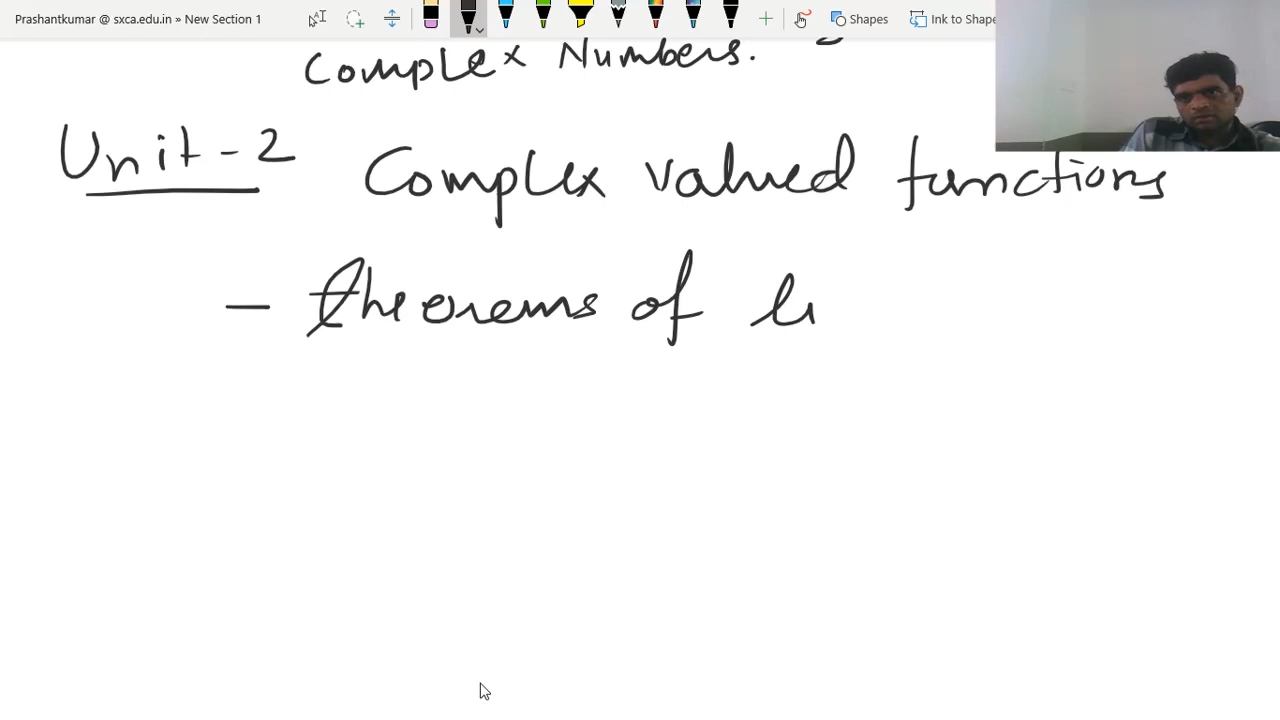 Prashantkumar @ sxca.edu.in » New Section 1
Shapes
Ink to Shape
Complex Numbers.
Unit-2 Complex valued functions
- theorems of li